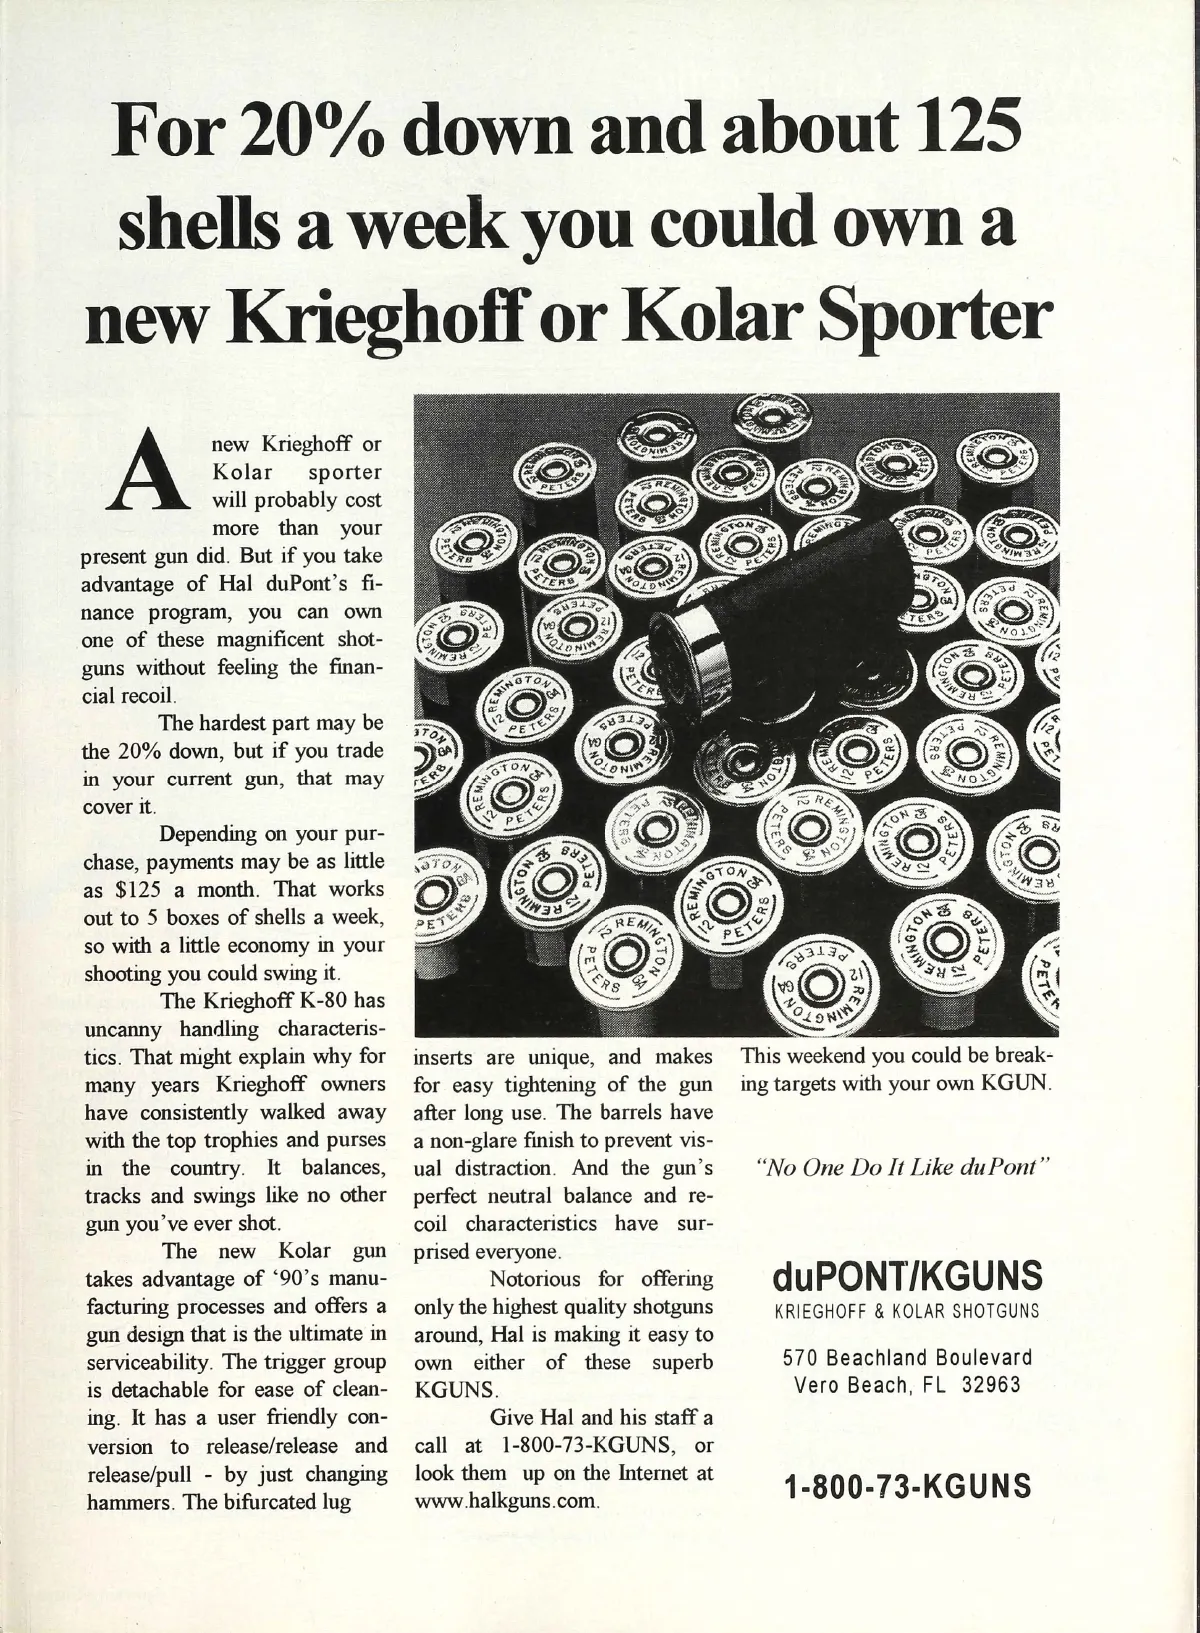 For 20% down and about 125
shells a week you could own a
new Krieghoff or Kolar Sporter
A new Krieghoff or
Kolar sporter
will probably cost
more than your
present gun did. But if you take
advantage of Hal duPont's fi-
nance program, you can own
one of these magnificent shot-
guns without feeling the finan-
cial recoil.
The hardest part may be
the 20% down, but if you trade
in your current gun, that may
cover it.
Depending on your pur-
chase, payments may be as little
as $125 a month. That works
out to 5 boxes of shells a week,
so with a little economy in your
shooting you could swing it.
The Krieghoff K-80 has
uncanny handling characteris-
tics. That might explain why for
many years Krieghoff owners
have consistently walked away
with the top trophies and purses
in the country. It balances,
tracks and swings like no other
gun you've ever shot.
The new Kolar gun
takes advantage of ‘90’s manu-
facturing processes and offers a
gun design that is the ultimate in
serviceability. The trigger group
is detachable for ease of clean-
ing. It has a user friendly con-
version to release/release and
release/pull - by just changing
hammers. The bifurcated lug
inserts are unique, and makes
for easy tightening of the gun
after long use. The barrels have
a non-glare finish to prevent vis-
ual distraction. And the gun's
perfect neutral balance and re-
coil characteristics have sur-
prised everyone.
Notorious for offering
only the highest quality shotguns
around, Hal is making it easy to
own either of these superb
KGUNS.
Give Hal and his staff a
call at 1-800-73-KGUNS, or
look them up on the Internet at
www.halkguns.com.
This weekend you could be break-
ing targets with your own KGUN.
“No One Do It Like duPont”
duPONT/KGUNS
KRIEGHOFF & KOLAR SHOTGUNS
570 Beachland Boulevard
Vero Beach, FL 32963
1-800-73-KGUNS
REMINGTON 12 GA PETERS